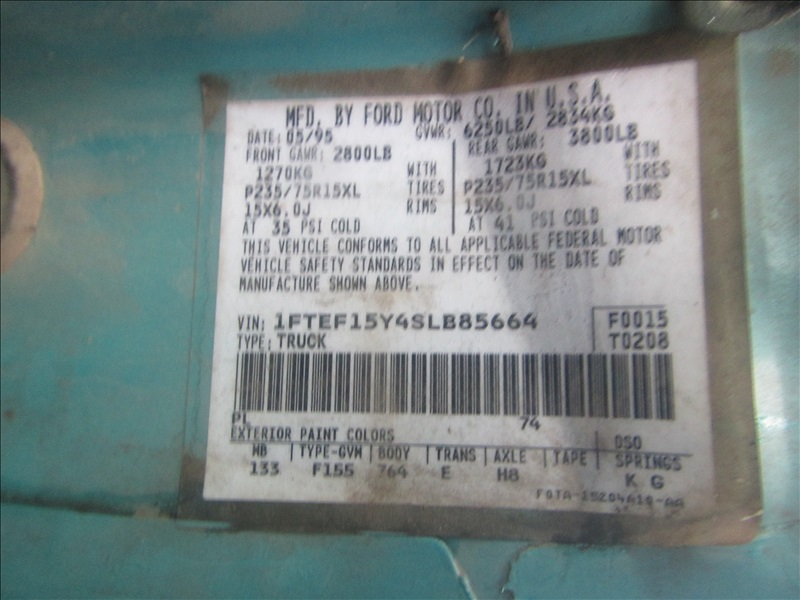 MFD. BY FORD MOTOR CO. IN U.S.A.
DATE: 05/95 GVWR: 6250LB/ 2834KG
FRONT GAWR: 2800LB REAR GAWR: 3800LB
1270KG WITH 1723KG WITH
P235/75R15XL TIRES P235/75R15XL TIRES
15X6.0J RIMS 15X6.0J RIMS
AT 35 PSI COLD AT 41 PSI COLD
THIS VEHICLE CONFORMS TO ALL APPLICABLE FEDERAL MOTOR
VEHICLE SAFETY STANDARDS IN EFFECT ON THE DATE OF
MANUFACTURE SHOWN ABOVE.
VIN: 1FTEF15Y4SLB85664 F0015
TYPE: TRUCK T0208
PL 74
EXTERIOR PAINT COLORS DSO
WB TYPE-GVM BODY TRANS AXLE TAPE SPRINGS
133 F155 764 E H8 K G